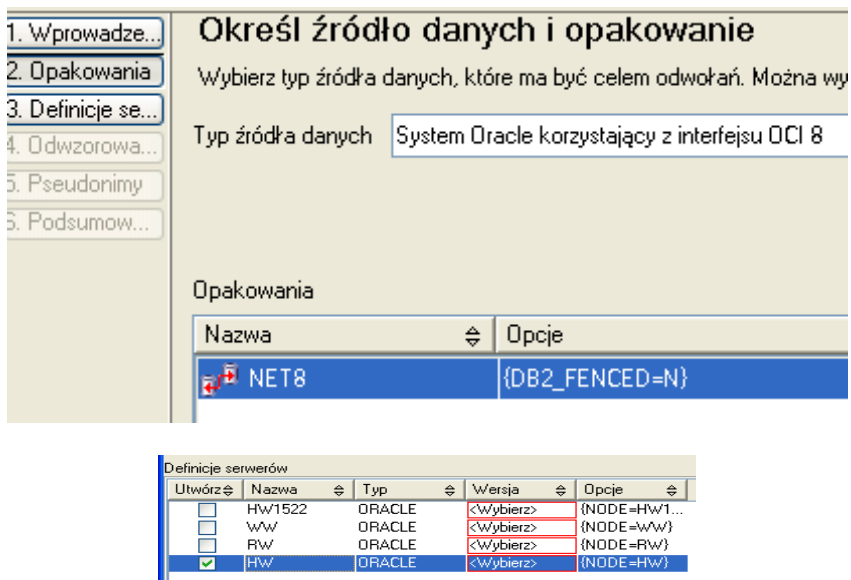 1. Wprowadze...
2. Opakowania
3. Definicje se...
4. Odwzorowa...
5. Pseudonimy
6. Podsumow...
Określ źródło danych i opakowanie
Wybierz typ źródła danych, które ma być celem odwołań. Można wy
Typ źródła danych System Oracle korzystający z interfejsu OCI 8
Opakowania
Nazwa Opcje
NET8 {DB2_FENCED=N}
Definicje serwerów
Utwórz Nazwa Typ Wersja Opcje
HW1522 ORACLE <Wybierz> {NODE=HW1...
WW ORACLE <Wybierz> {NODE=WW}
RW ORACLE <Wybierz> {NODE=RW}
HW ORACLE <Wybierz> {NODE=HW}